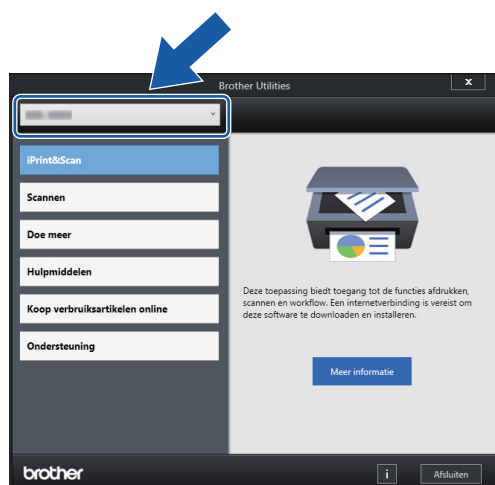 Brother Utilities
x
iPrint&Scan
Scannen
Doe meer
Hulpmiddelen
Koop verbruiksartikelen online
Ondersteuning
Deze toepassing biedt toegang tot de functies afdrukken,
scannen en workflow. Een internetverbinding is vereist om
deze software te downloaden en installeren.
Meer informatie
brother
i
Afsluiten